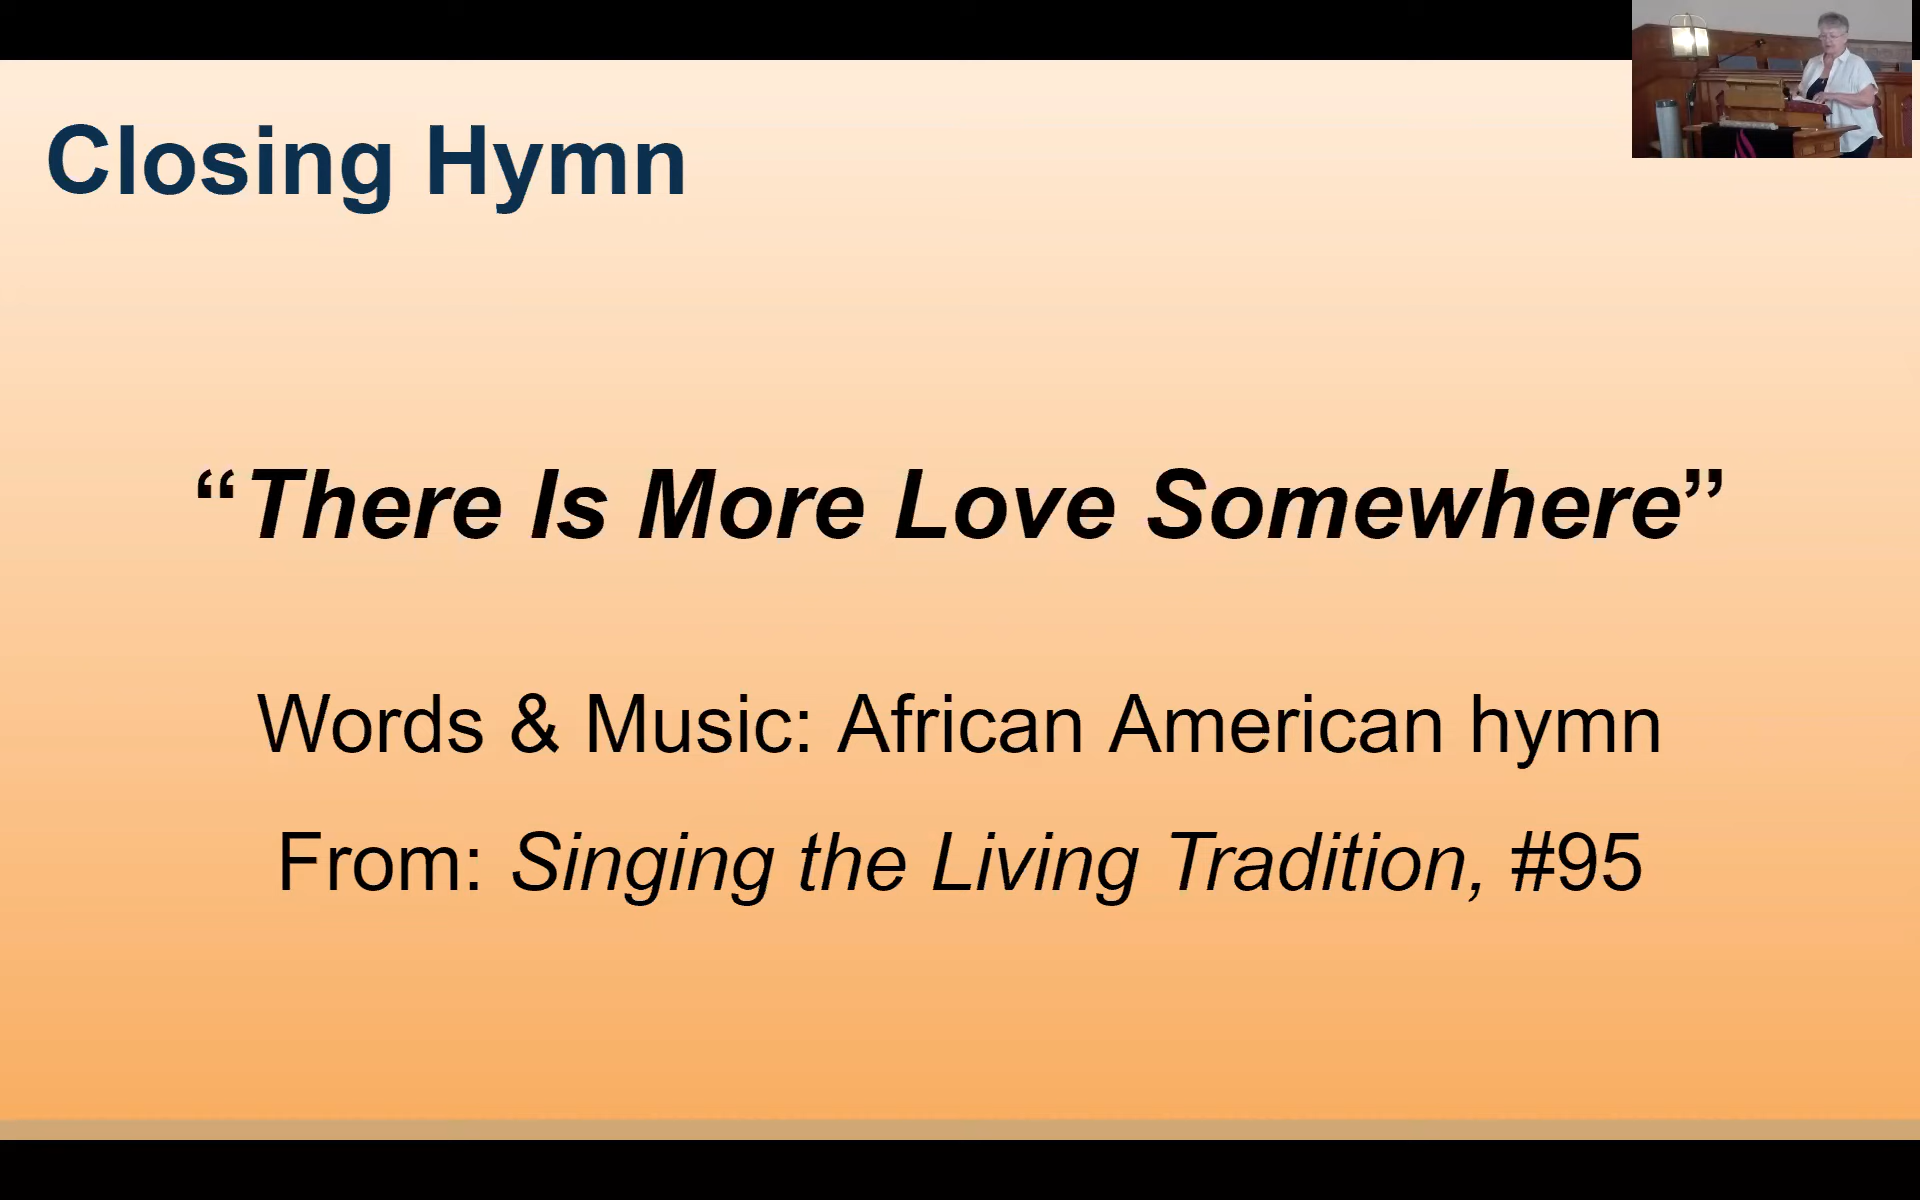 Closing Hymn
“There Is More Love Somewhere”
Words & Music: African American hymn
From: Singing the Living Tradition, #95